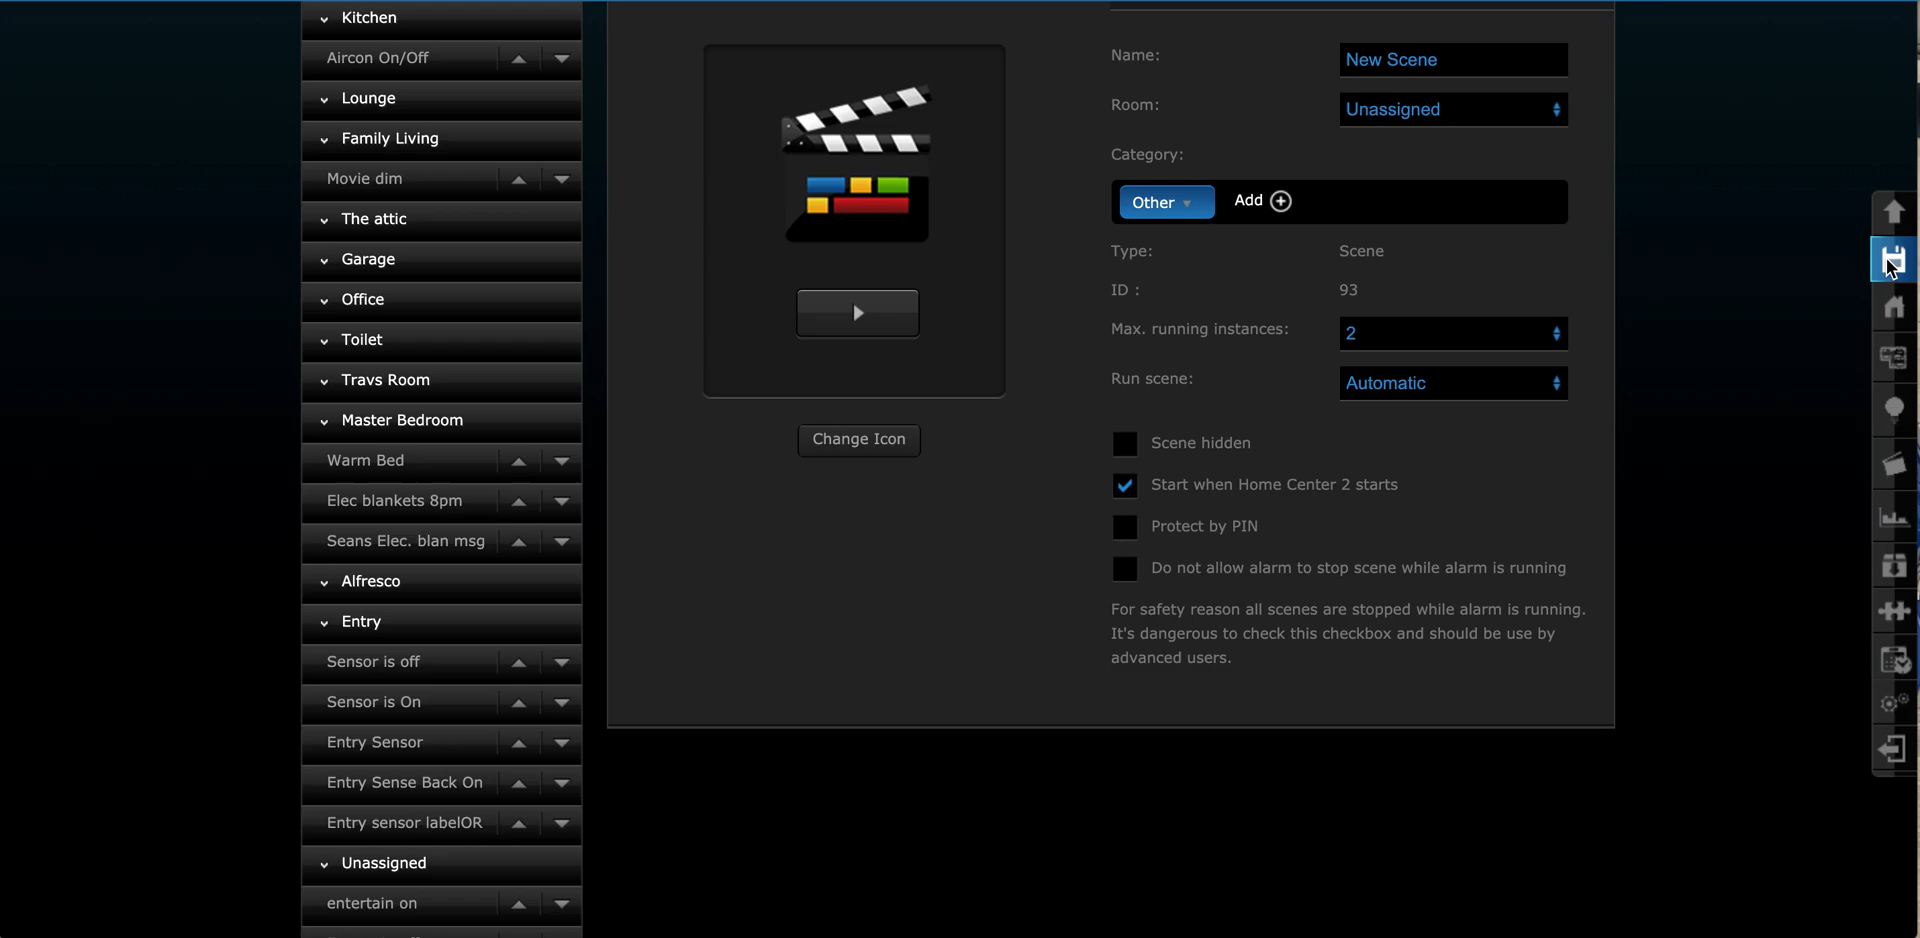 Kitchen
Aircon On/Off
Lounge
Family Living
Movie dim
The attic
Garage
Office
Toilet
Travs Room
Master Bedroom
Warm Bed
Elec blankets 8pm
Seans Elec. blan msg
Alfresco
Entry
Sensor is off
Sensor is On
Entry Sensor
Entry Sense Back On
Entry sensor labelOR
Unassigned
entertain on
Change Icon
Name: New Scene
Room: Unassigned
Category:
Other Add
Type: Scene
ID : 93
Max. running instances: 2
Run scene: Automatic
Scene hidden
Start when Home Center 2 starts
Protect by PIN
Do not allow alarm to stop scene while alarm is running
For safety reason all scenes are stopped while alarm is running.
It's dangerous to check this checkbox and should be use by
advanced users.